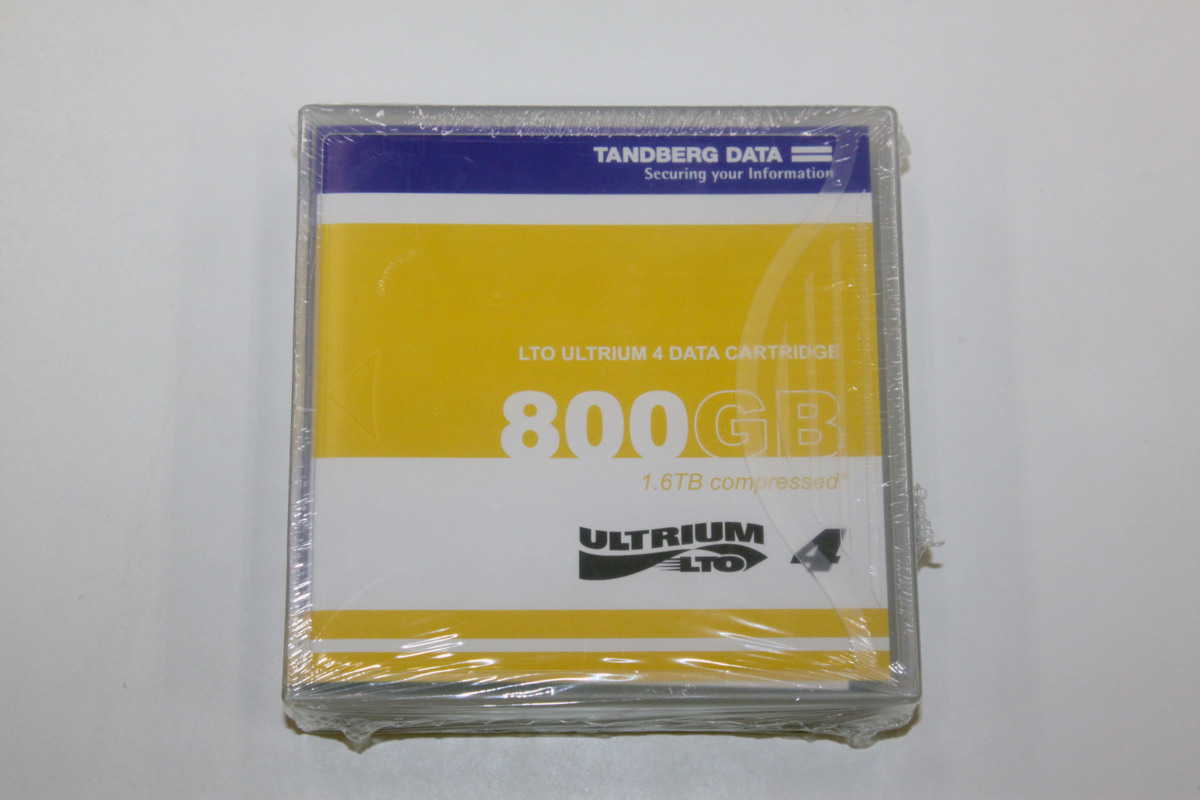 TANDBERG DATA
Securing your Information
LTO ULTRIUM 4 DATA CARTRIDGE
800GB
1.6TB compressed*
ULTRIUM 4
LTO